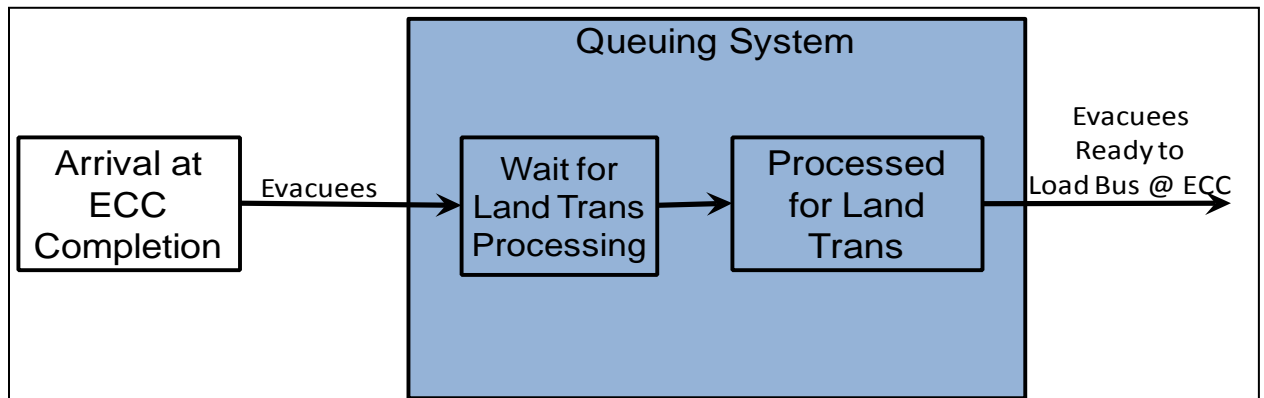 Queuing System
Arrival at
ECC
Completion
Evacuees
Wait for
Land Trans
Processing
Processed
for Land
Trans
Evacuees
Ready to
Load Bus @ ECC